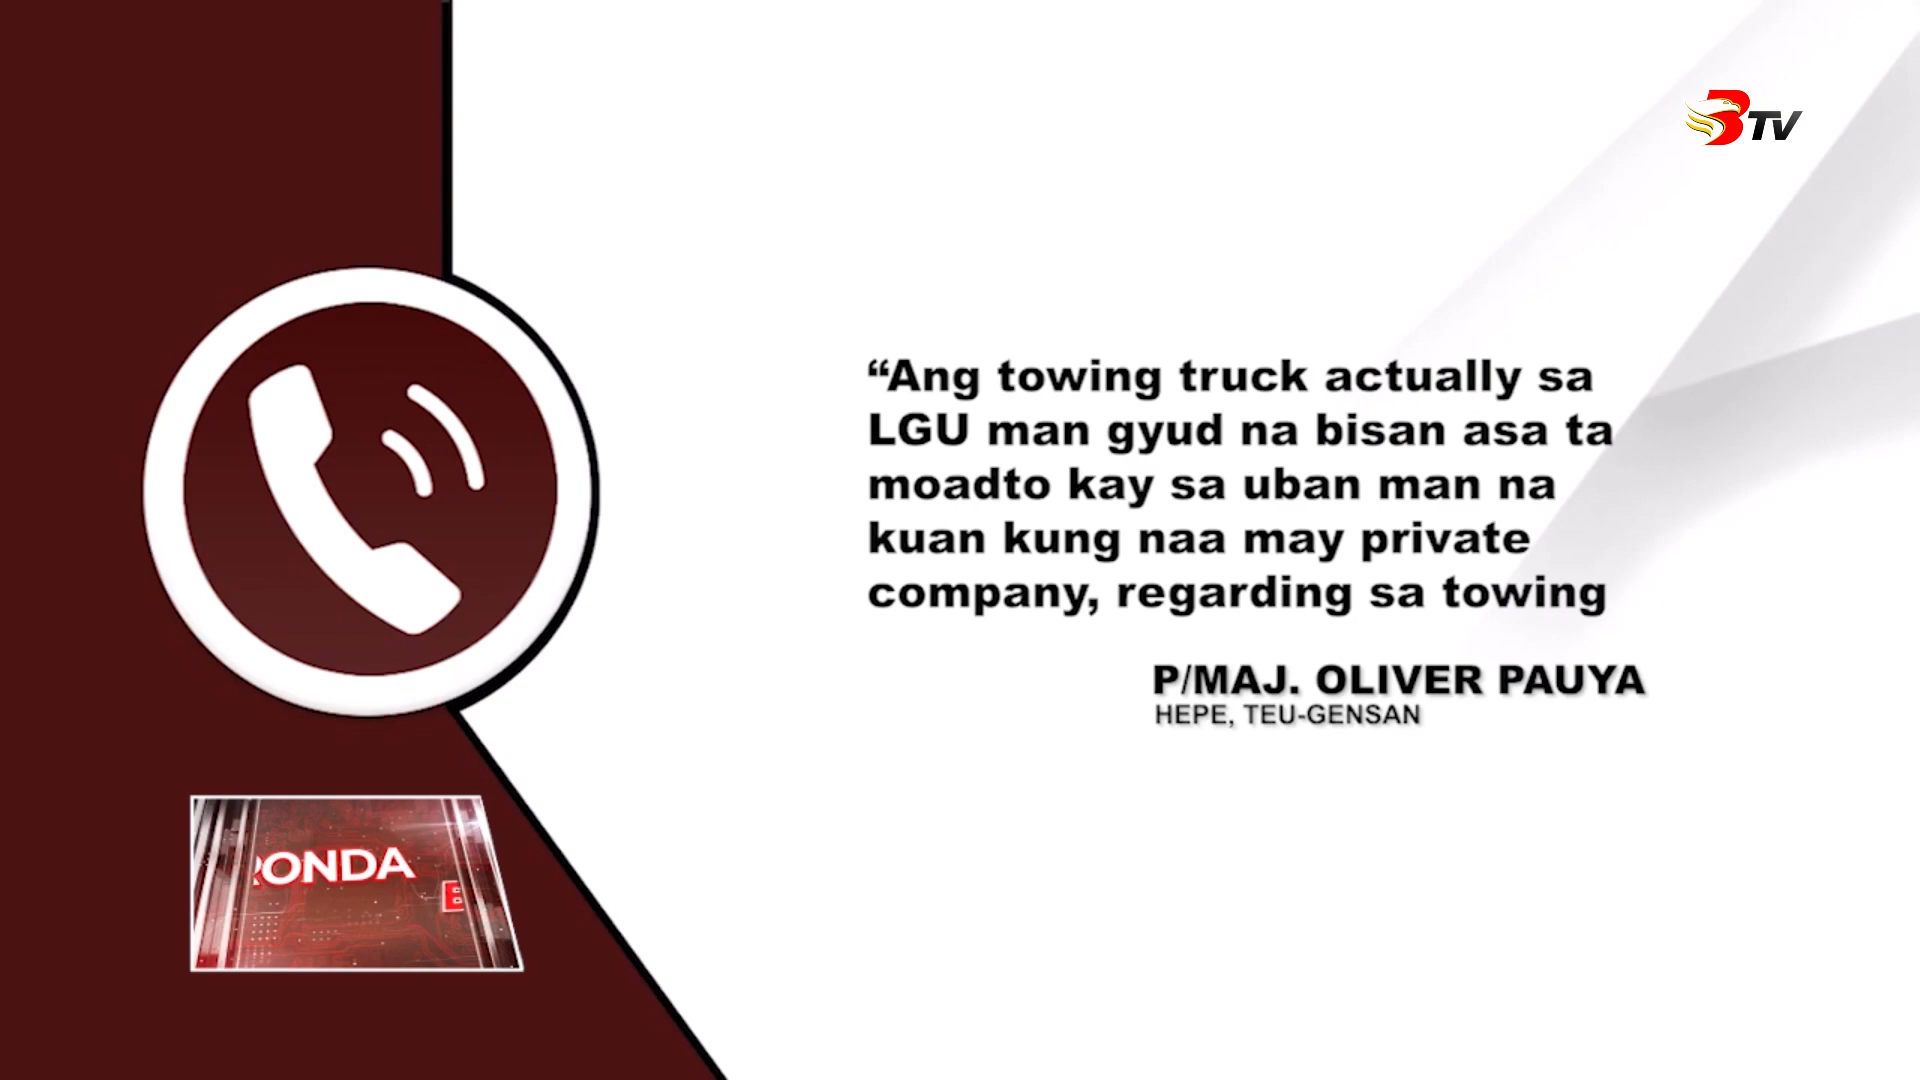 BTV
“Ang towing truck actually sa
LGU man gyud na bisan asa ta
moadto kay sa uban man na
kuan kung naa may private
company, regarding sa towing
P/MAJ. OLIVER PAUYA
HEPE, TEU-GENSAN
RONDA
B